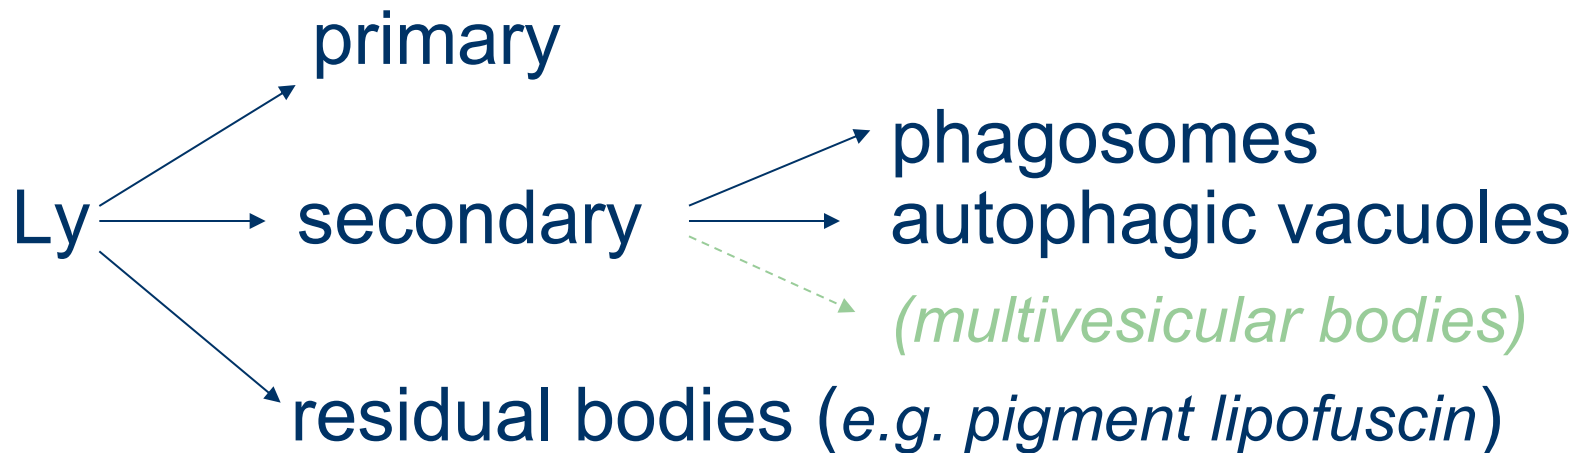 primary
phagosomes
Ly secondary autophagic vacuoles
(multivesicular bodies)
residual bodies (e.g. pigment lipofuscin)